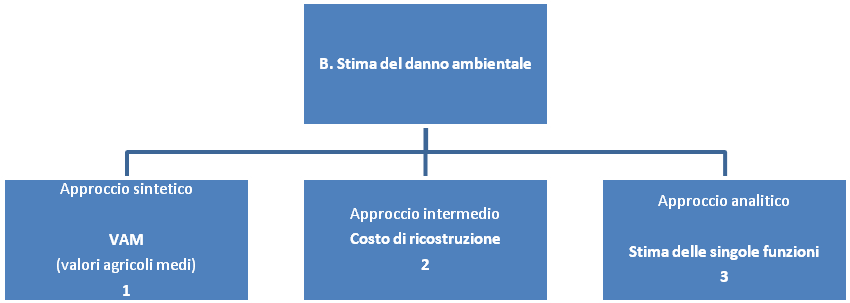 B. Stima del danno ambientale
Approccio sintetico
VAM
(valori agricoli medi)
1
Approccio intermedio
Costo di ricostruzione
2
Approccio analitico
Stima delle singole funzioni
3